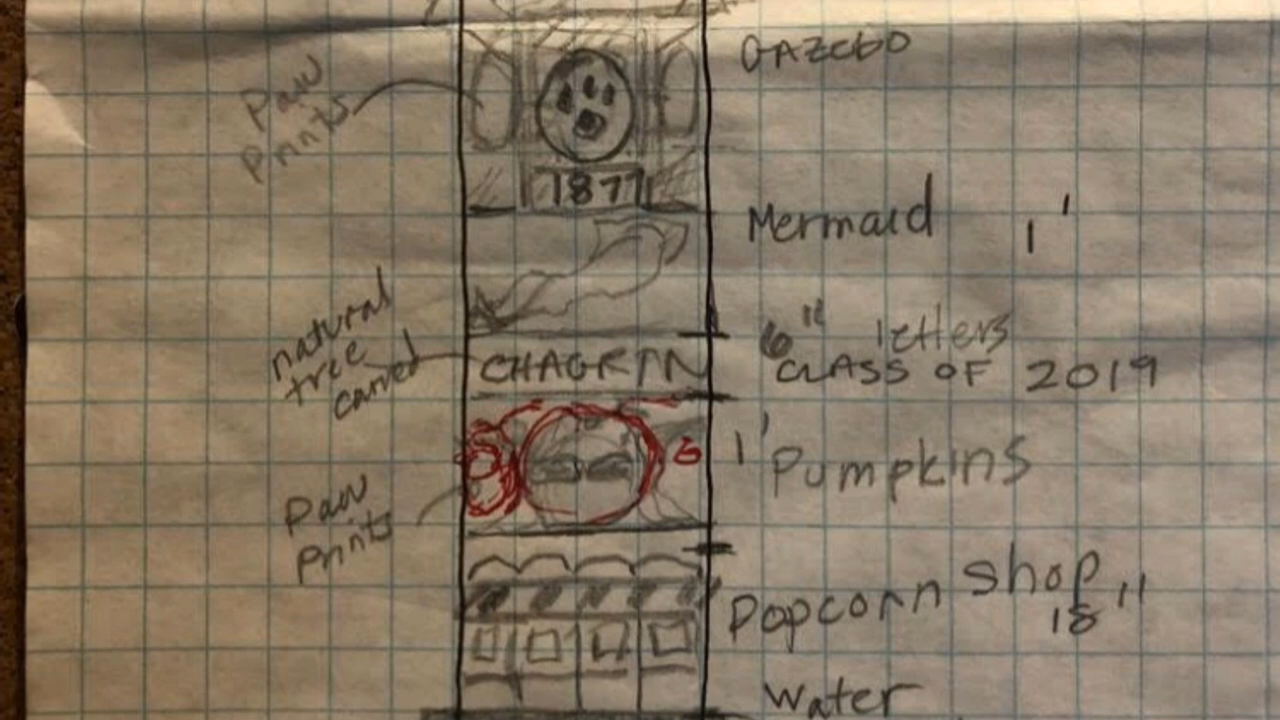 GAZEBO
Paw
Prints
1877
Mermaid 1'
natural
tree
carved
6" letters
CHAGRIN
CLASS OF 2019
1' Pumpkins
Paw
Prints
Popcorn Shop
18"
Water